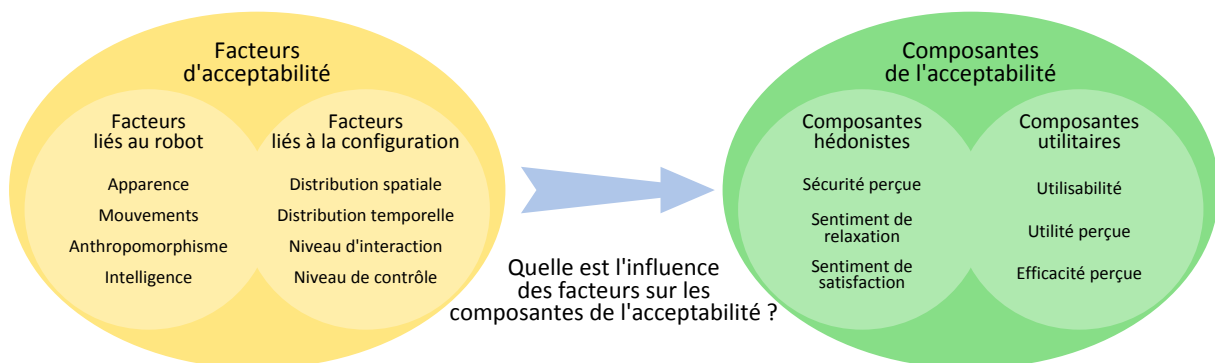 Facteurs
d'acceptabilité
Facteurs
liés au robot
Apparence
Mouvements
Anthropomorphisme
Intelligence
Facteurs
liés à la configuration
Distribution spatiale
Distribution temporelle
Niveau d'interaction
Niveau de contrôle
Quelle est l'influence
des facteurs sur les
composantes de l'acceptabilité ?
Composantes
de l'acceptabilité
Composantes
hédonistes
Sécurité perçue
Sentiment de
relaxation
Sentiment de
satisfaction
Composantes
utilitaires
Utilisabilité
Utilité perçue
Efficacité perçue